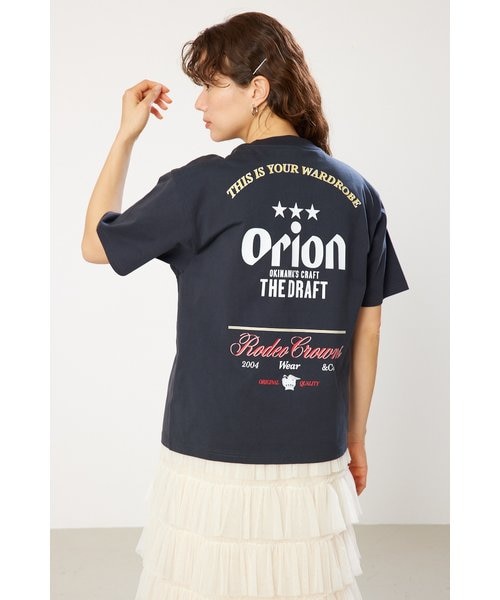 THIS IS YOUR WARDROBE
Orion
OKINAWA'S CRAFT
THE DRAFT
Rodeo Crowns
2004 Wear &Co
ORIGINAL QUALITY